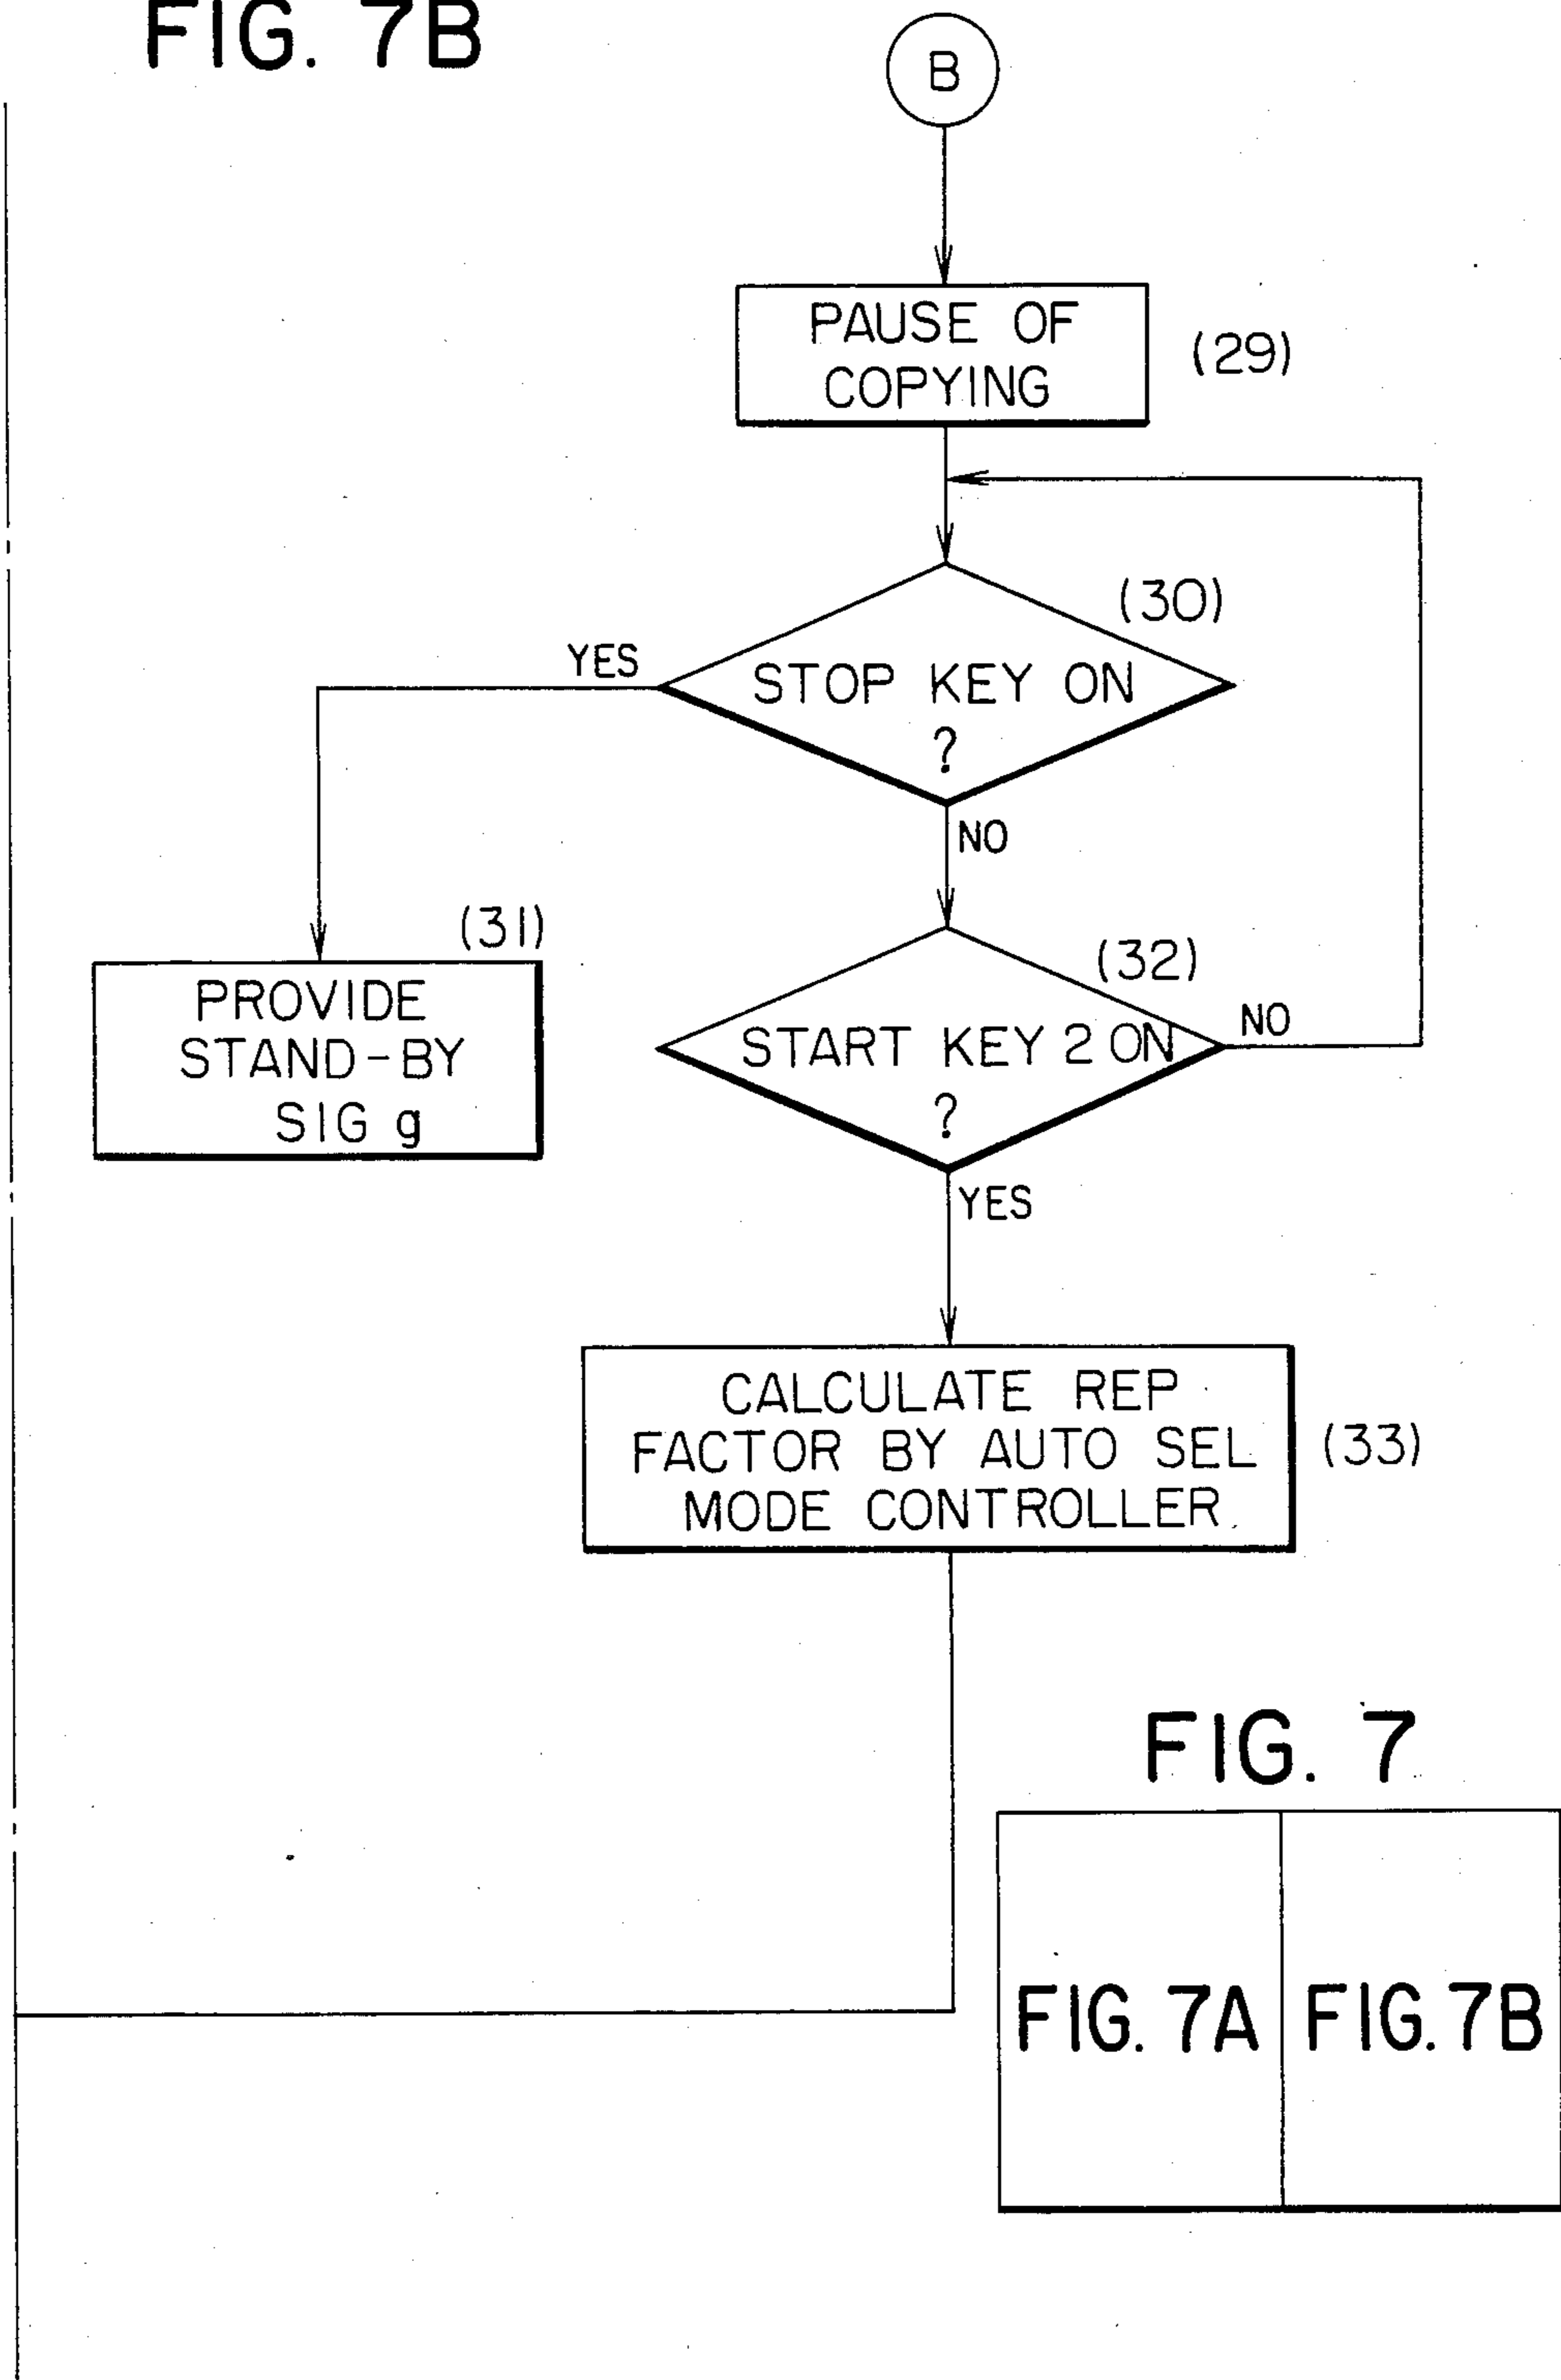 FIG. 7B
B
PAUSE OF
COPYING
(29)
(30)
YES
STOP KEY ON
?
NO
(31)
PROVIDE
STAND-BY
SIG g
(32)
START KEY 2 ON
?
NO
YES
CALCULATE REP
FACTOR BY AUTO SEL
MODE CONTROLLER
(33)
FIG. 7
FIG. 7A
FIG. 7B